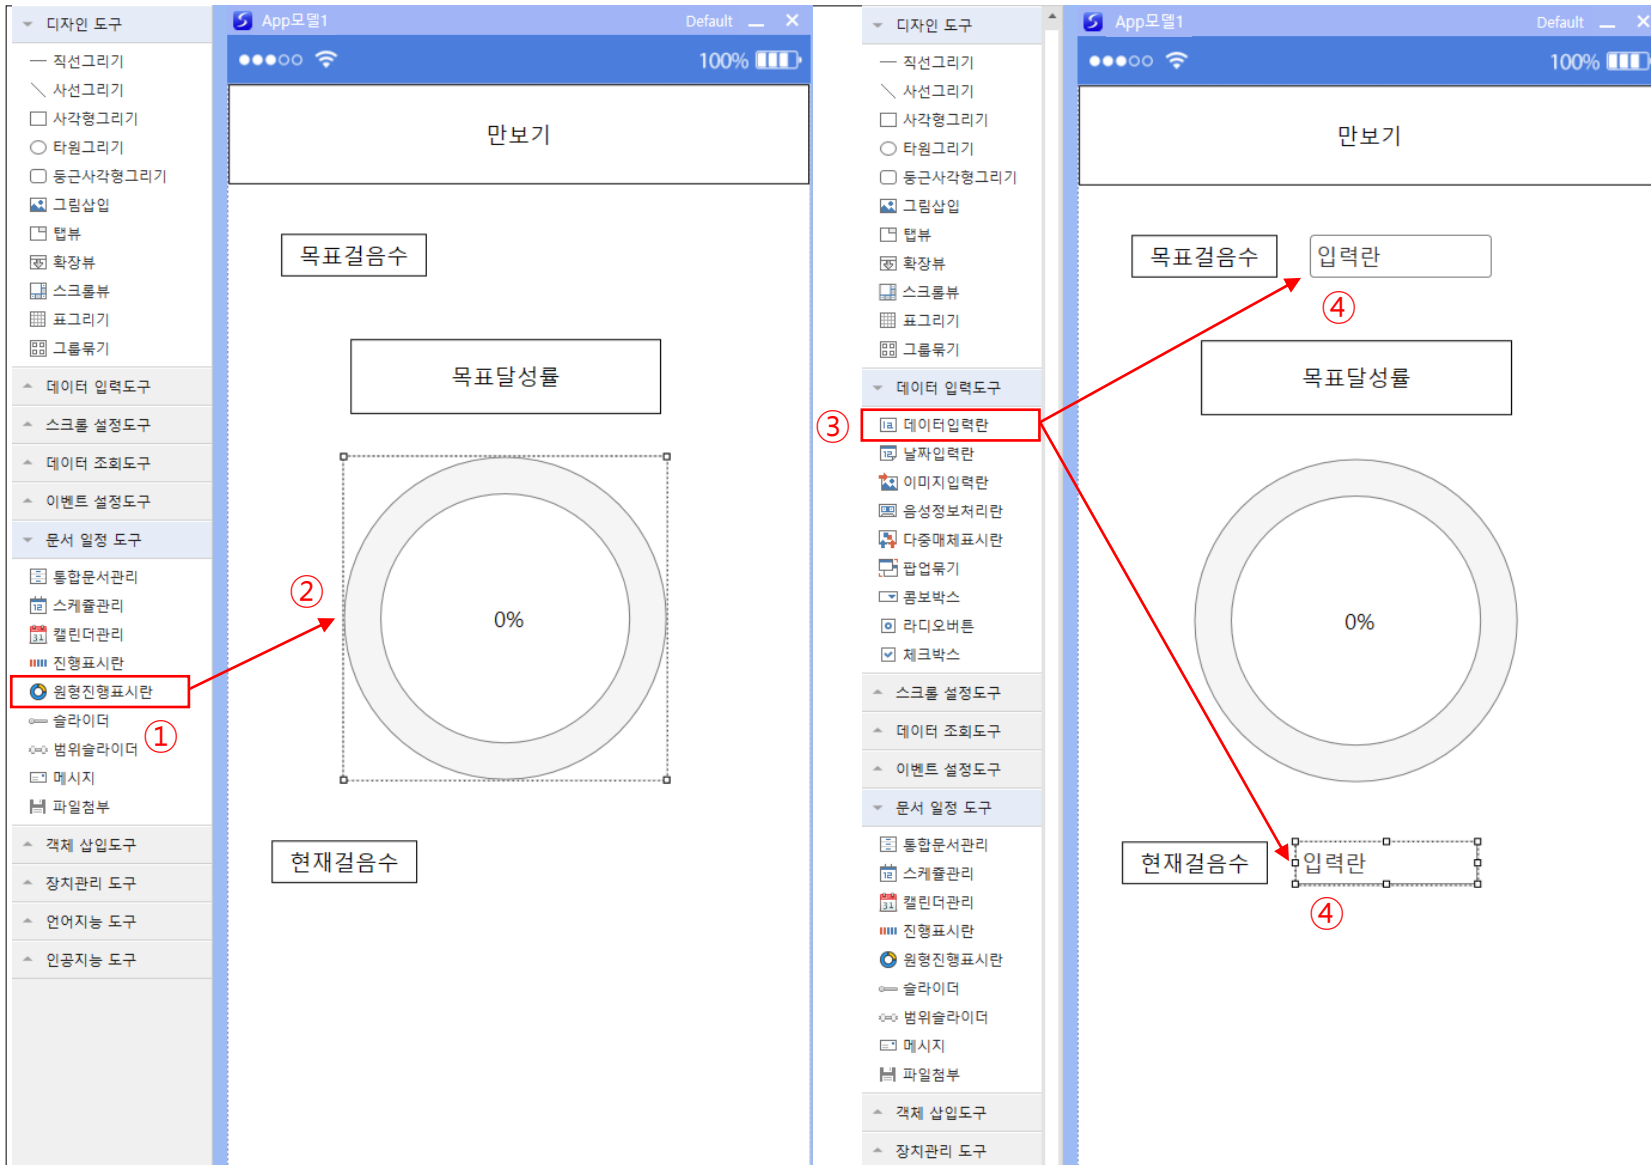 디자인 도구
직선그리기
사선그리기
사각형그리기
타원그리기
둥근사각형그리기
그림삽입
탭뷰
확장뷰
스크롤뷰
표그리기
그룹묶기
데이터 입력도구
스크롤 설정도구
데이터 조회도구
이벤트 설정도구
문서 일정 도구
통합문서관리
스케쥴관리
캘린더관리
진행표시란
원형진행표시란
①
슬라이더
범위슬라이더
메시지
파일첨부
객체 삽입도구
장치관리 도구
언어지능 도구
인공지능 도구
App모델1 Default
100%
만보기
목표걸음수
목표달성률
②
0%
현재걸음수
디자인 도구
직선그리기
사선그리기
사각형그리기
타원그리기
둥근사각형그리기
그림삽입
탭뷰
확장뷰
스크롤뷰
표그리기
그룹묶기
데이터 입력도구
③
데이터입력란
날짜입력란
이미지입력란
음성정보처리란
다중매체표시란
팝업묶기
콤보박스
라디오버튼
체크박스
스크롤 설정도구
데이터 조회도구
이벤트 설정도구
문서 일정 도구
통합문서관리
스케쥴관리
캘린더관리
진행표시란
원형진행표시란
슬라이더
범위슬라이더
메시지
파일첨부
객체 삽입도구
장치관리 도구
App모델1 Default
100%
만보기
목표걸음수 입력란
④
목표달성률
0%
현재걸음수 입력란
④